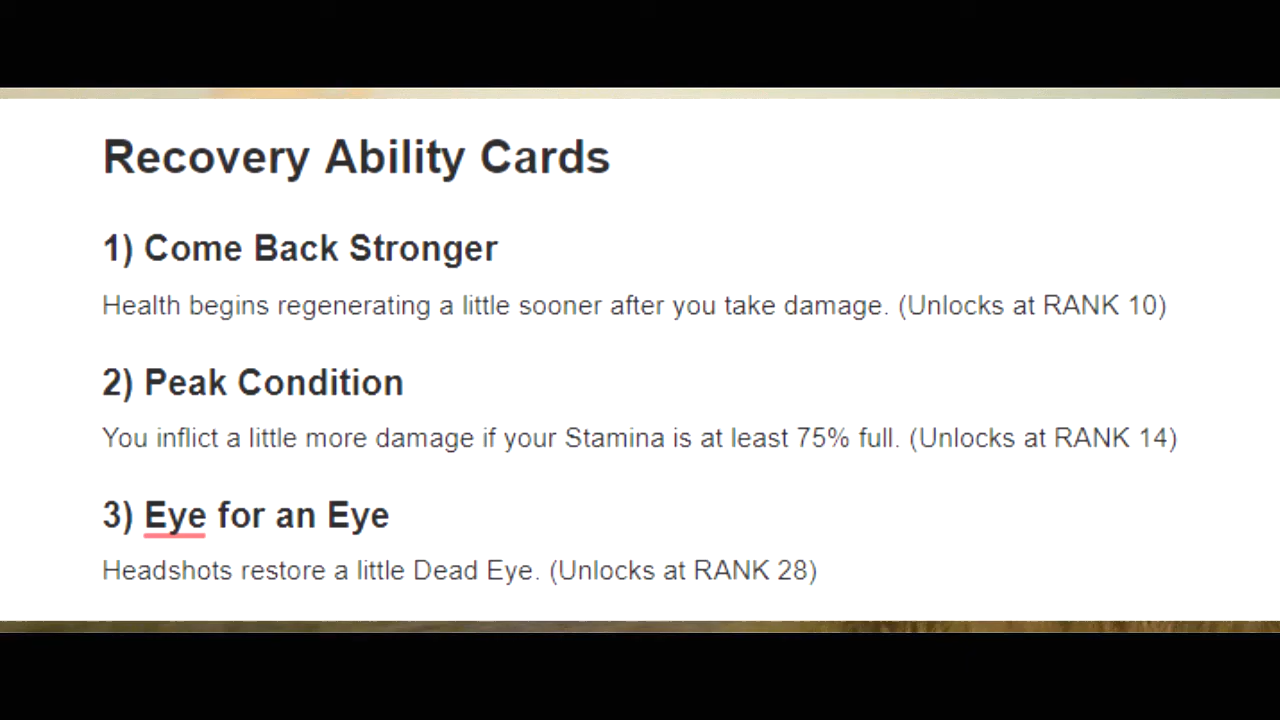 Recovery Ability Cards
1) Come Back Stronger
Health begins regenerating a little sooner after you take damage. (Unlocks at RANK 10)
2) Peak Condition
You inflict a little more damage if your Stamina is at least 75% full. (Unlocks at RANK 14)
3) Eye for an Eye
Headshots restore a little Dead Eye. (Unlocks at RANK 28)